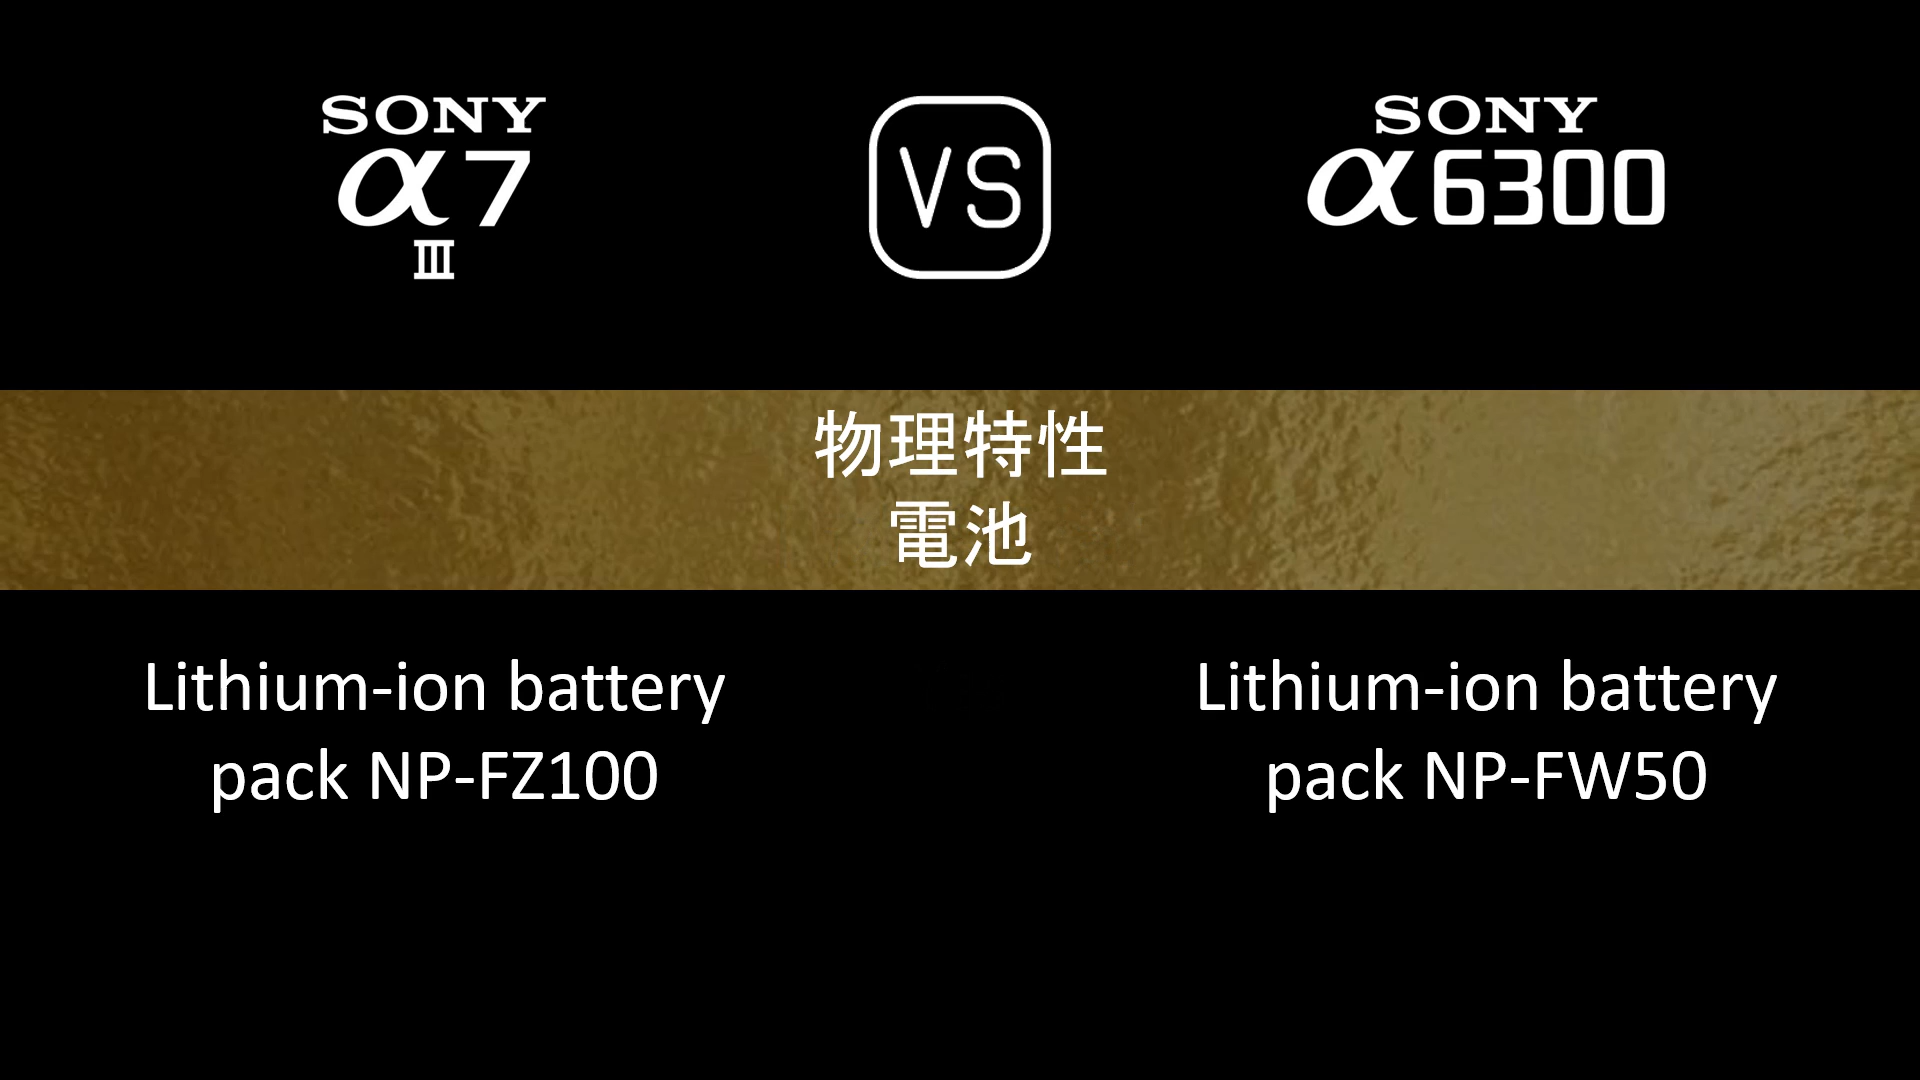 SONY
α7
III
VS
SONY
α6300
物理特性
電池
Lithium-ion battery
pack NP-FZ100
Lithium-ion battery
pack NP-FW50